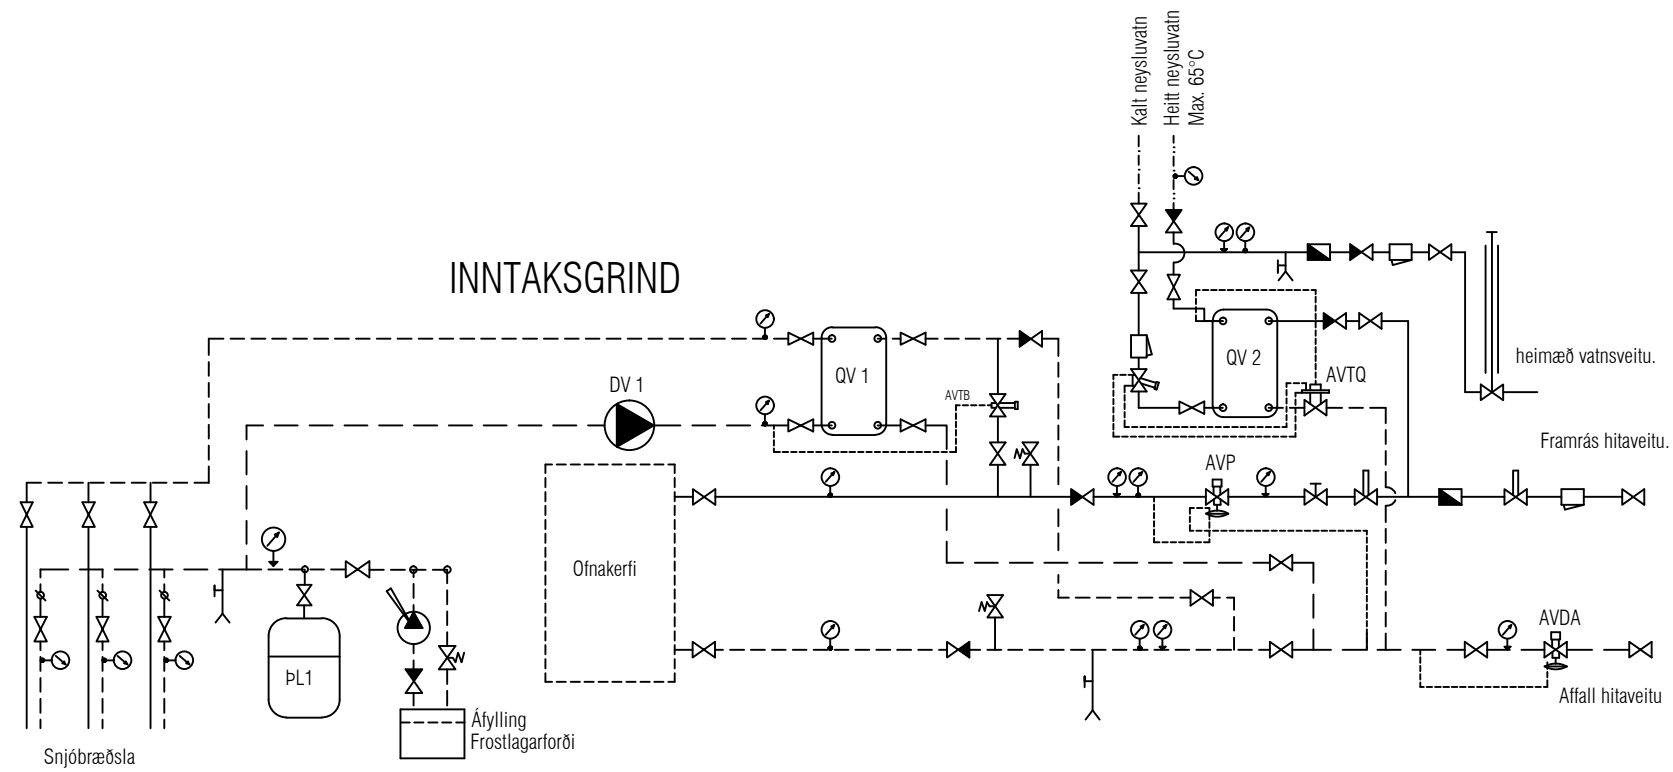 Kalt neysluvatn
Heitt neysluvatn
Max. 65°C
INNTAKSGRIND
DV 1
QV 1
AVTB
QV 2
AVTQ
heimæð vatnsveitu.
Framrás hitaveitu.
AVP
Ofnakerfi
AVDA
Affall hitaveitu
ÞL1
Áfylling
Frostlagarforði
Snjóbræðsla